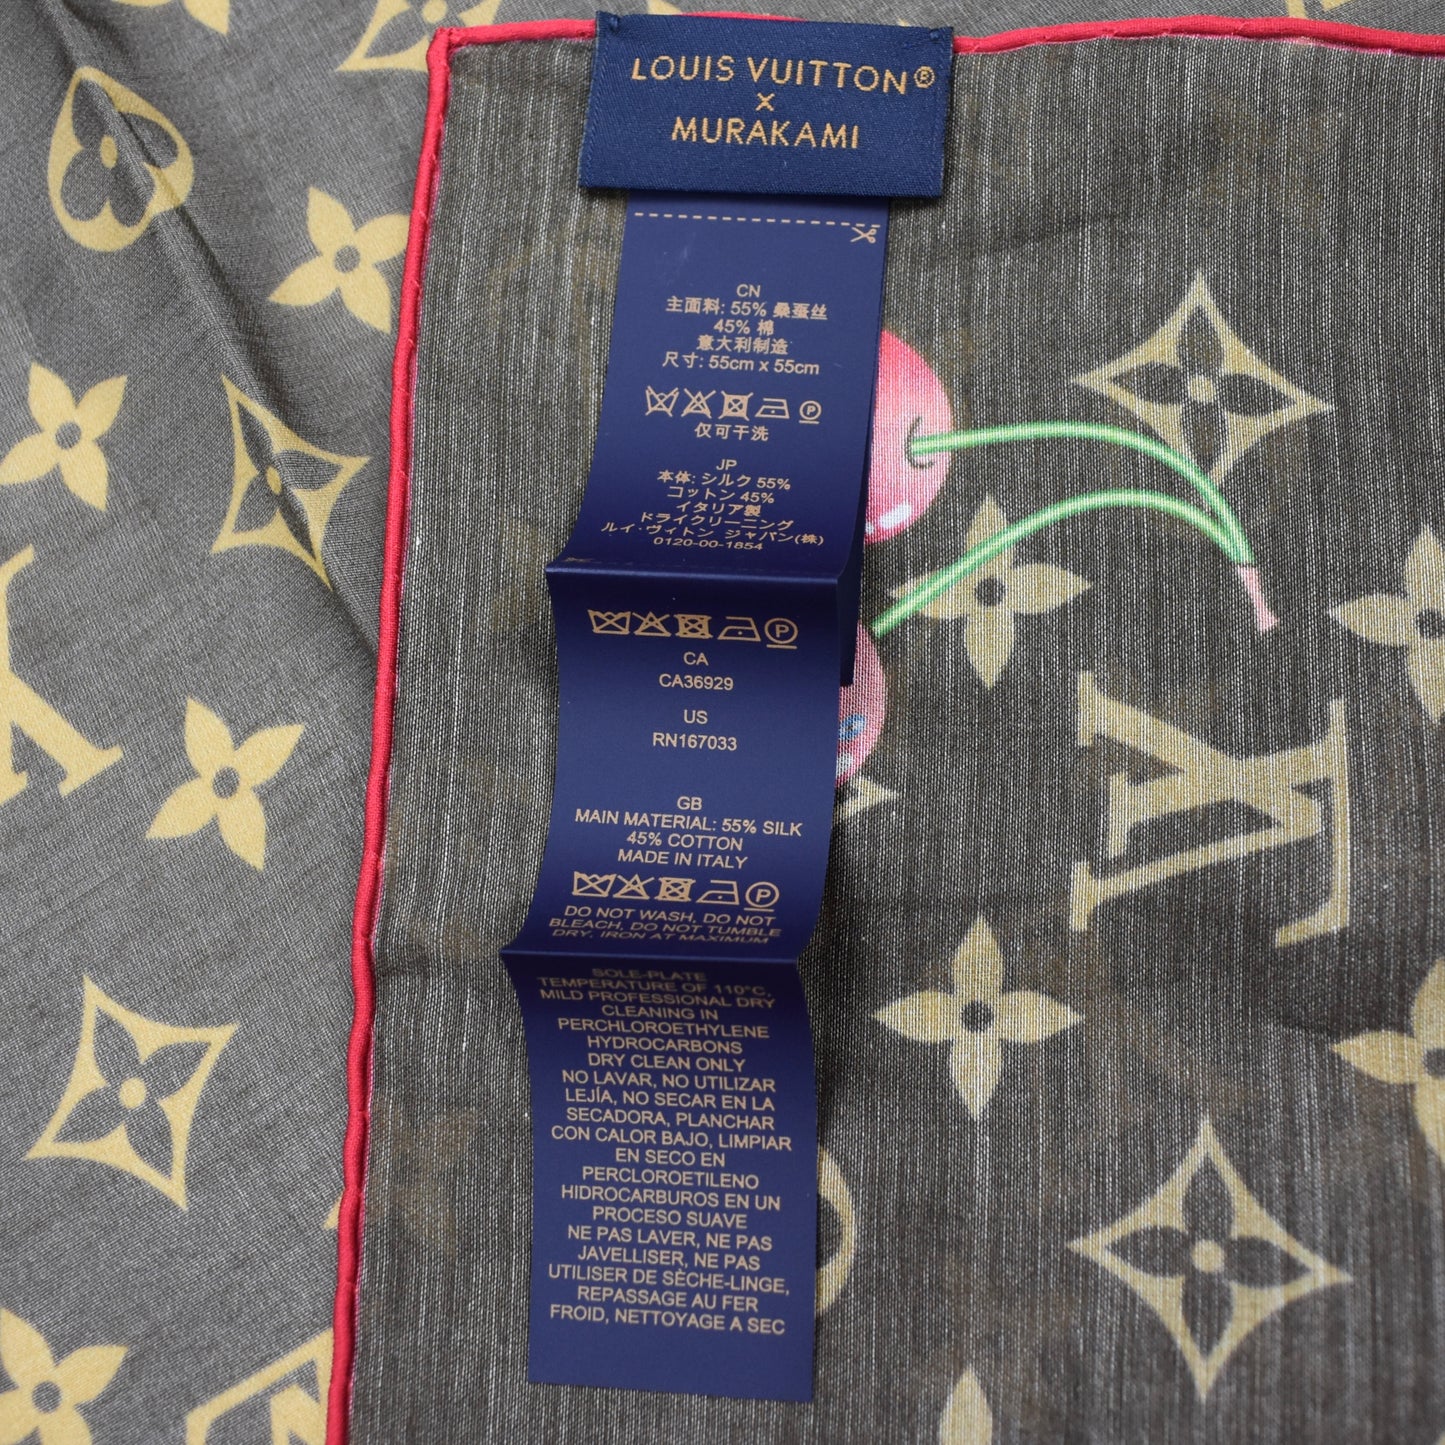 LOUIS VUITTON®
x
MURAKAMI
CN
主面料: 55% 桑蚕丝
45% 棉
意大利制造
尺寸: 55cm x 55cm
仅可干洗
JP
本体: シルク 55%
コットン 45%
イタリア製
ドライクリーニング
ルイ・ヴィトン ジャパン(株)
0120-00-1854
CA
CA36929
US
RN167033
GB
MAIN MATERIAL: 55% SILK
45% COTTON
MADE IN ITALY
DO NOT WASH, DO NOT
BLEACH, DO NOT TUMBLE
DRY, IRON AT MAXIMUM
SOLE-PLATE
TEMPERATURE OF 110°C,
MILD PROFESSIONAL DRY
CLEANING IN
PERCHLOROETHYLENE
HYDROCARBONS
DRY CLEAN ONLY
NO LAVAR, NO UTILIZAR
LEJÍA, NO SECAR EN LA
SECADORA, PLANCHAR
CON CALOR BAJO, LIMPIAR
EN SECO EN
PERCLOROETILENO
HIDROCARBUROS EN UN
PROCESO SUAVE
NE PAS LAVER, NE PAS
JAVELLISER, NE PAS
UTILISER DE SÈCHE-LINGE,
REPASSAGE AU FER
FROID, NETTOYAGE A SEC